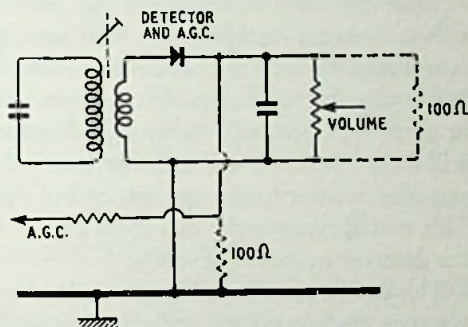 DETECTOR
AND A.G.C.
VOLUME
100Ω
A.G.C.
100Ω